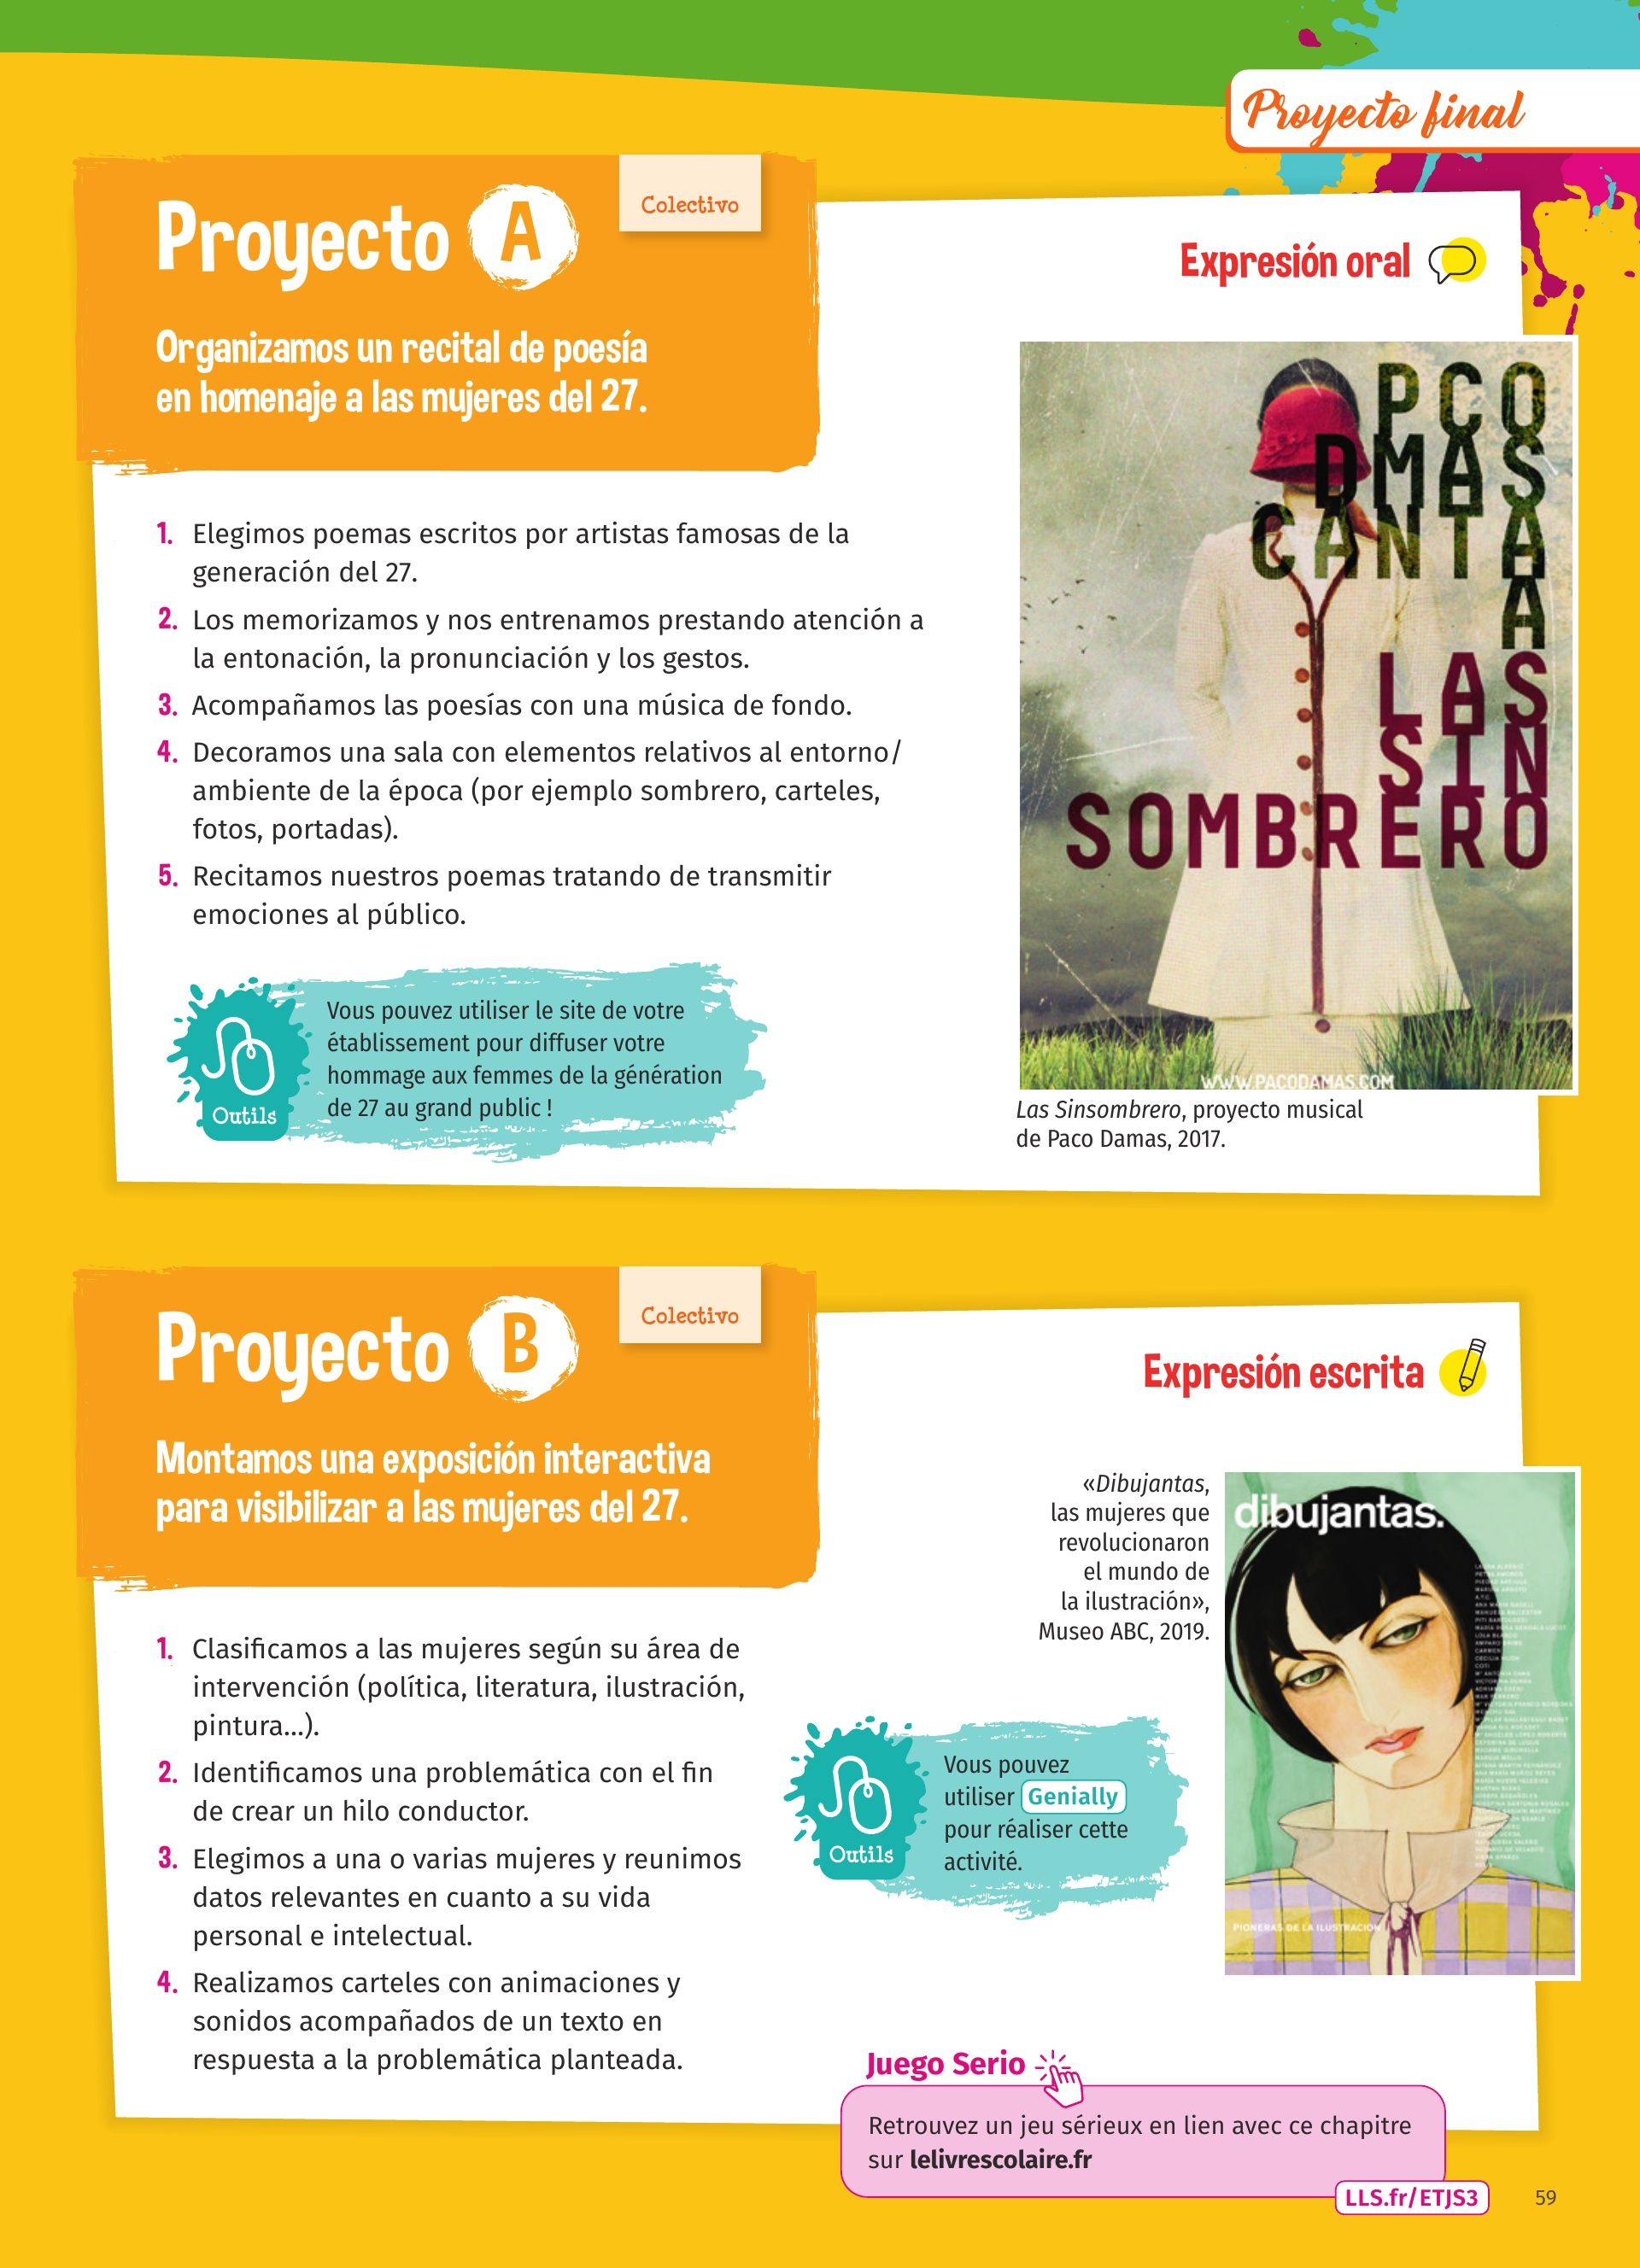 Proyecto final
Proyecto A
Colectivo
Organizamos un recital de poesía
en homenaje a las mujeres del 27.
Expresión oral
1. Elegimos poemas escritos por artistas famosas de la
generación del 27.
2. Los memorizamos y nos entrenamos prestando atención a
la entonación, la pronunciación y los gestos.
3. Acompañamos las poesías con una música de fondo.
4. Decoramos una sala con elementos relativos al entorno/
ambiente de la época (por ejemplo sombrero, carteles,
fotos, portadas).
5. Recitamos nuestros poemas tratando de transmitir
emociones al público.
Outils
Vous pouvez utiliser le site de votre
établissement pour diffuser votre
hommage aux femmes de la génération
de 27 au grand public !
PCO
DMAS
CANTA
A
LAS
SIN
SOMBRERO
WWW.PACODAMAS.COM
Las Sinsombrero, proyecto musical
de Paco Damas, 2017.
Proyecto B
Colectivo
Montamos una exposición interactiva
para visibilizar a las mujeres del 27.
Expresión escrita
1. Clasificamos a las mujeres según su área de
intervención (política, literatura, ilustración,
pintura...).
2. Identificamos una problemática con el fin
de crear un hilo conductor.
3. Elegimos a una o varias mujeres y reunimos
datos relevantes en cuanto a su vida
personal e intelectual.
4. Realizamos carteles con animaciones y
sonidos acompañados de un texto en
respuesta a la problemática planteada.
«Dibujantas,
las mujeres que
revolucionaron
el mundo de
la ilustración»,
Museo ABC, 2019.
dibujantas.
PIONERAS DE LA ILUSTRACIÓN
Outils
Vous pouvez
utiliser Genially
pour réaliser cette
activité.
Juego Serio
Retrouvez un jeu sérieux en lien avec ce chapitre
sur lelivrescolaire.fr
LLS.fr/ETJS3
59